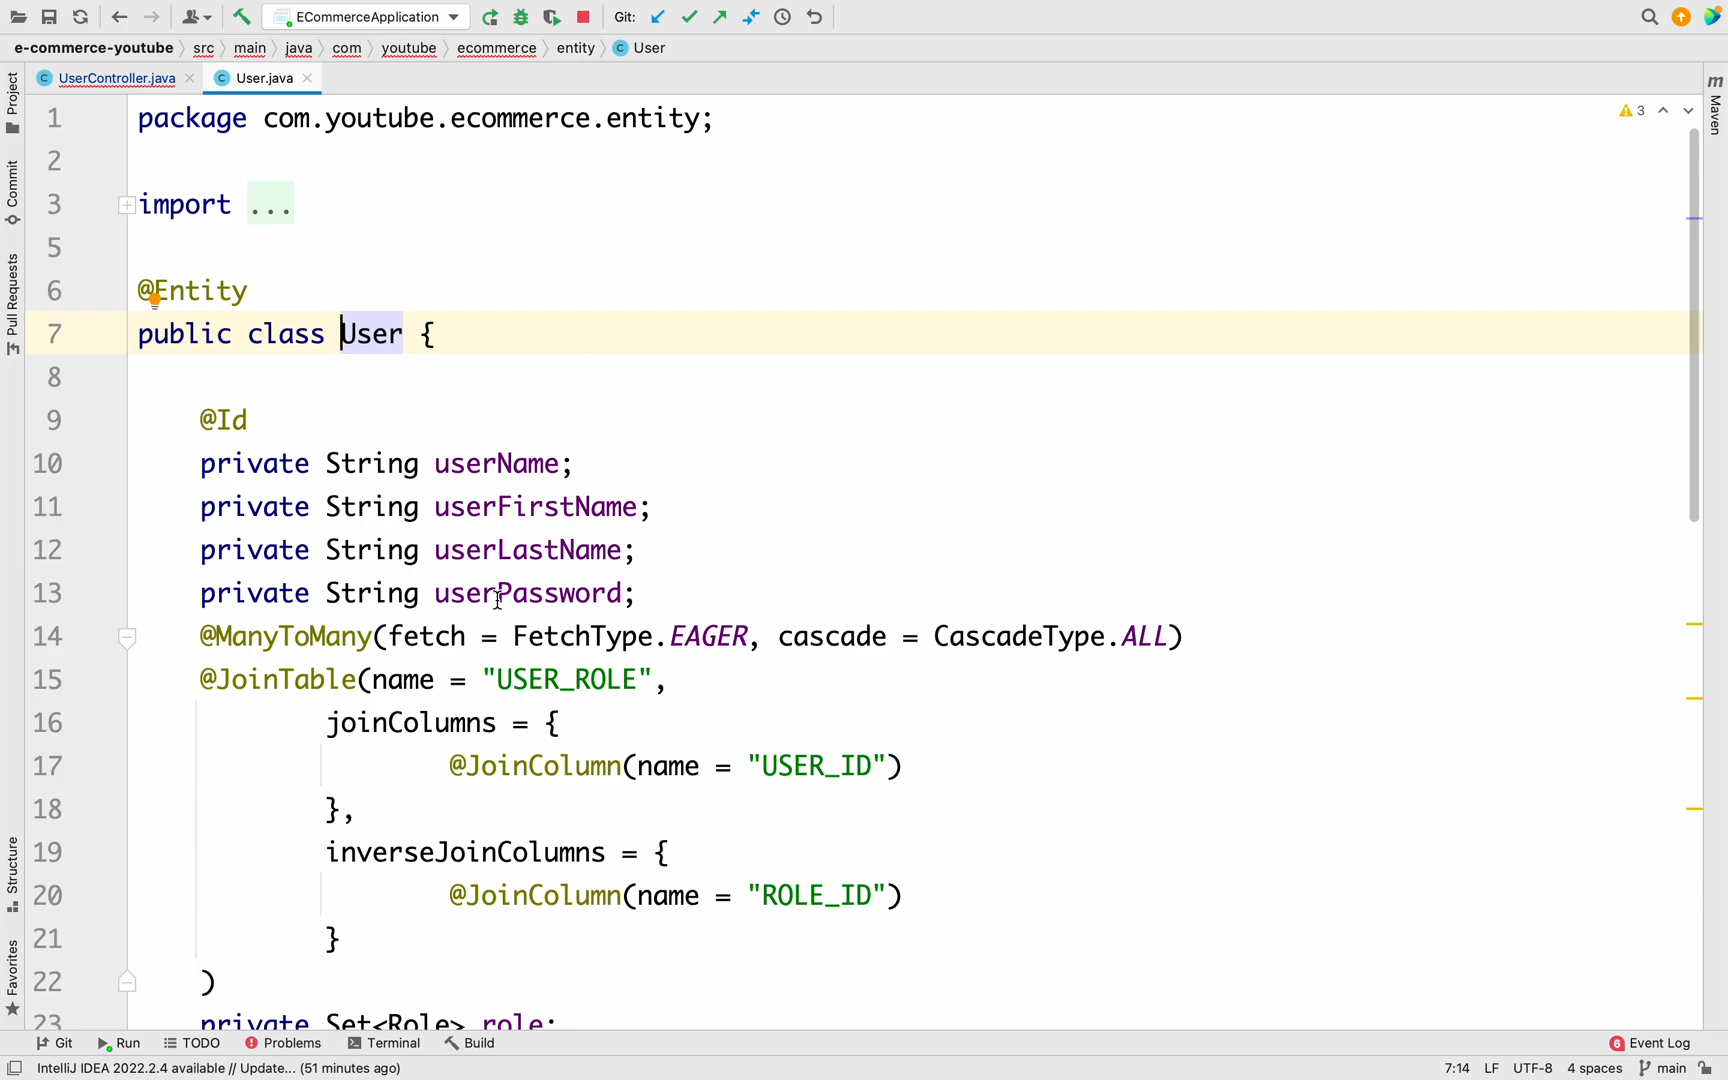 ECommerceApplication
Git:
e-commerce-youtube src main java com youtube ecommerce entity C User
C UserController.java C User.java
Project
Commit
Pull Requests
Structure
Favorites
m
Maven
3
1 package com.youtube.ecommerce.entity;
2
3 import ...
5
6 @Entity
7 public class User {
8
9 @Id
10 private String userName;
11 private String userFirstName;
12 private String userLastName;
13 private String userPassword;
14 @ManyToMany(fetch = FetchType.EAGER, cascade = CascadeType.ALL)
15 @JoinTable(name = "USER_ROLE",
16 joinColumns = {
17 @JoinColumn(name = "USER_ID")
18 },
19 inverseJoinColumns = {
20 @JoinColumn(name = "ROLE_ID")
21 }
22 )
23 private Set<Role> role;
Git Run TODO Problems Terminal Build 6 Event Log
IntelliJ IDEA 2022.2.4 available // Update... (51 minutes ago) 7:14 LF UTF-8 4 spaces main